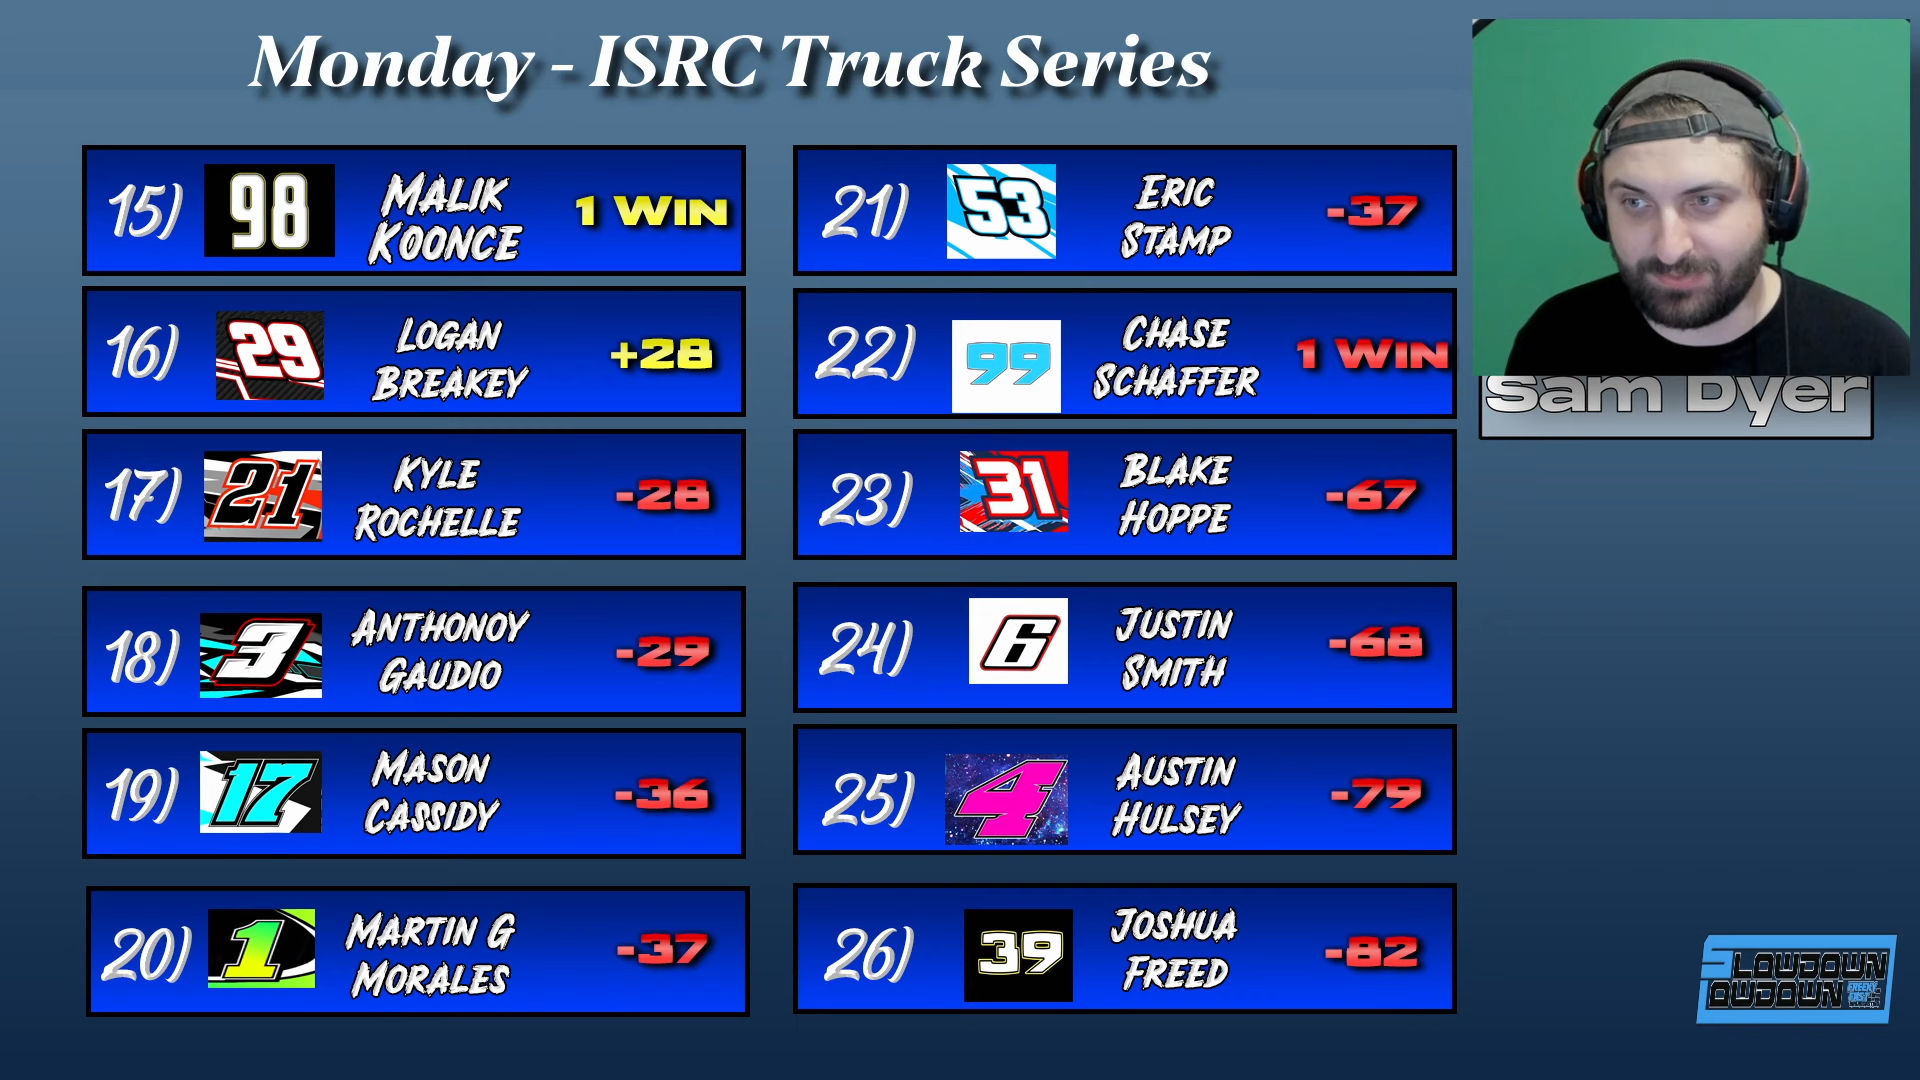 Monday - ISRC Truck Series
15) 98 MALIK KOONCE 1 WIN
16) 29 LOGAN BREAKEY +28
17) 21 KYLE ROCHELLE -28
18) 3 ANTHONOY GAUDIO -29
19) 17 MASON CASSIDY -36
20) 1 MARTIN G MORALES -37
21) 53 ERIC STAMP -37
22) 99 CHASE SCHAFFER 1 WIN
23) 31 BLAKE HOPPE -67
24) 6 JUSTIN SMITH -68
25) 4 AUSTIN HULSEY -79
26) 39 JOSHUA FREED -82
Sam Dyer
SLOWDOWN
LOWDOWN